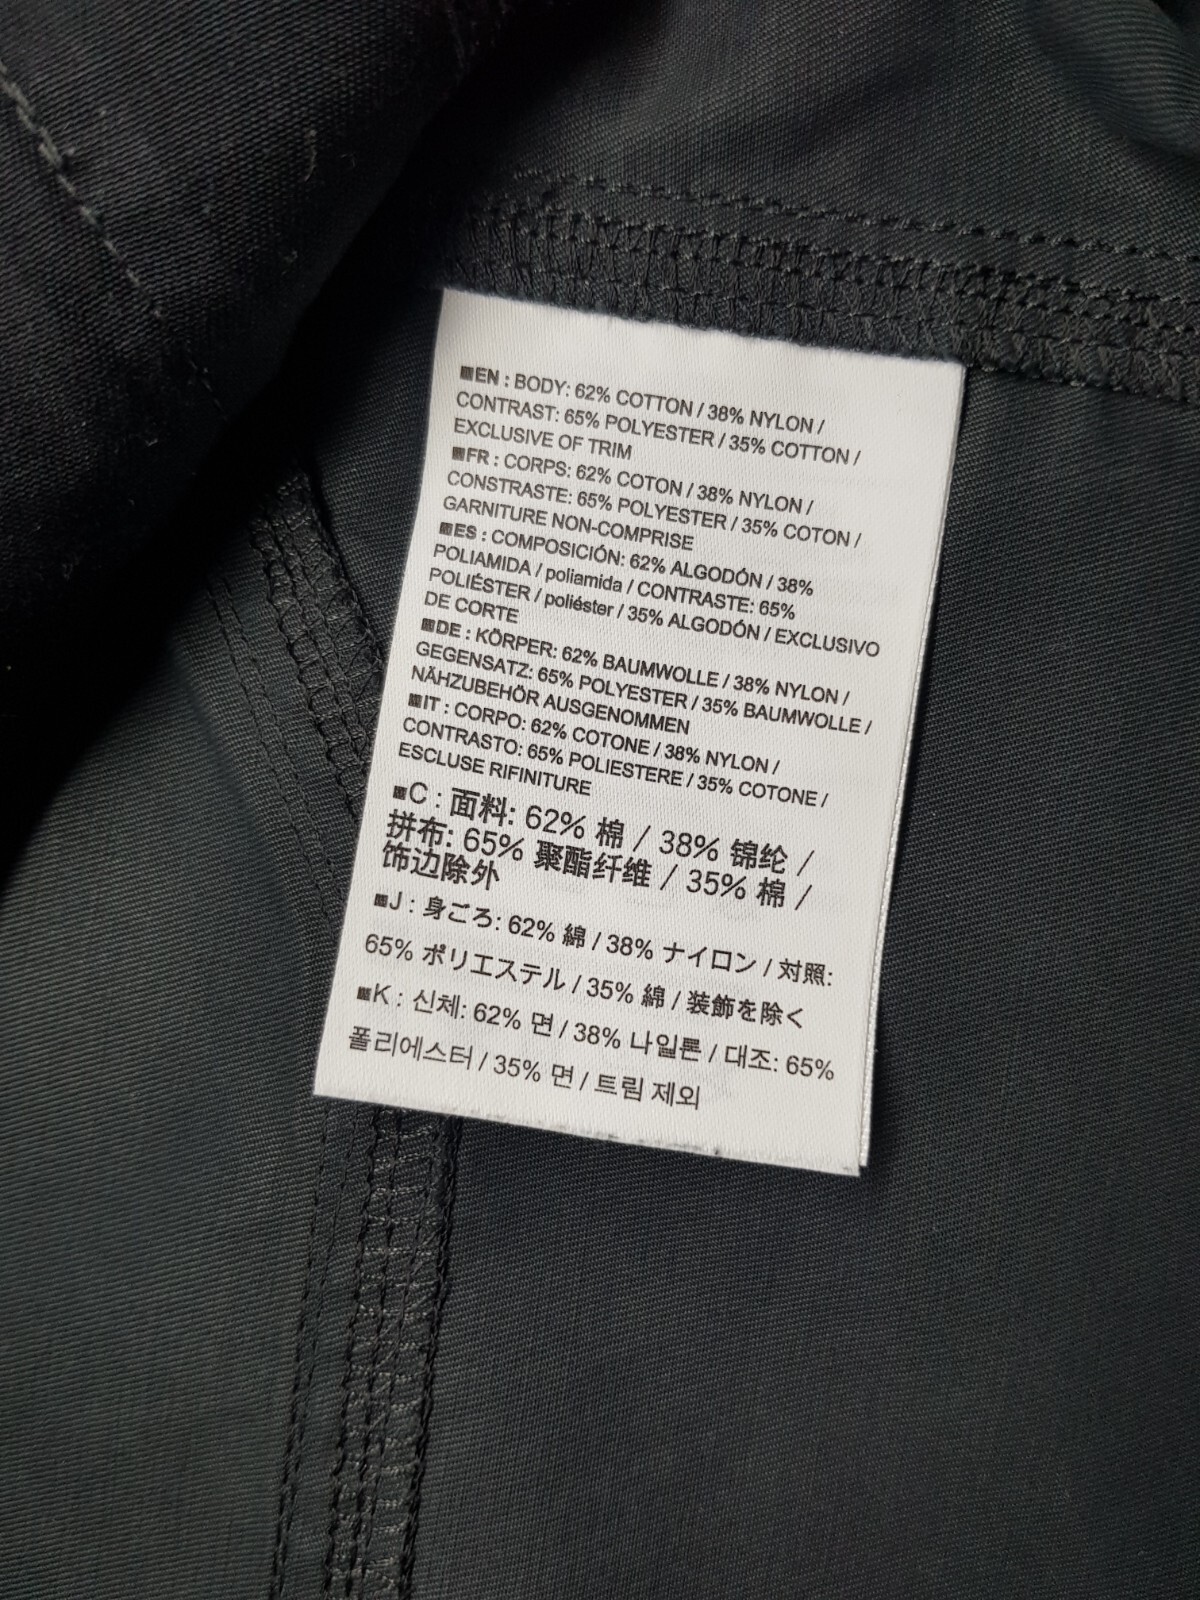 ■EN : BODY: 62% COTTON / 38% NYLON /
CONTRAST: 65% POLYESTER / 35% COTTON /
EXCLUSIVE OF TRIM
■FR : CORPS: 62% COTON / 38% NYLON /
CONSTRASTE: 65% POLYESTER / 35% COTON /
GARNITURE NON-COMPRISE
■ES : COMPOSICIÓN: 62% ALGODÓN / 38%
POLIAMIDA / poliamida / CONTRASTE: 65%
POLIÉSTER / poliéster / 35% ALGODÓN / EXCLUSIVO
DE CORTE
■DE : KÖRPER: 62% BAUMWOLLE / 38% NYLON /
GEGENSATZ: 65% POLYESTER / 35% BAUMWOLLE /
NÄHZUBEHÖR AUSGENOMMEN
■IT : CORPO: 62% COTONE / 38% NYLON /
CONTRASTO: 65% POLIESTERE / 35% COTONE /
ESCLUSE RIFINITURE
■C : 面料: 62% 棉 / 38% 锦纶 /
拼布: 65% 聚酯纤维 / 35% 棉 /
饰边除外
■J : 身ごろ: 62% 綿 / 38% ナイロン / 対照:
65% ポリエステル / 35% 綿 / 装飾を除く
■K : 신체: 62% 면 / 38% 나일론 / 대조: 65%
폴리에스터 / 35% 면 / 트림 제외